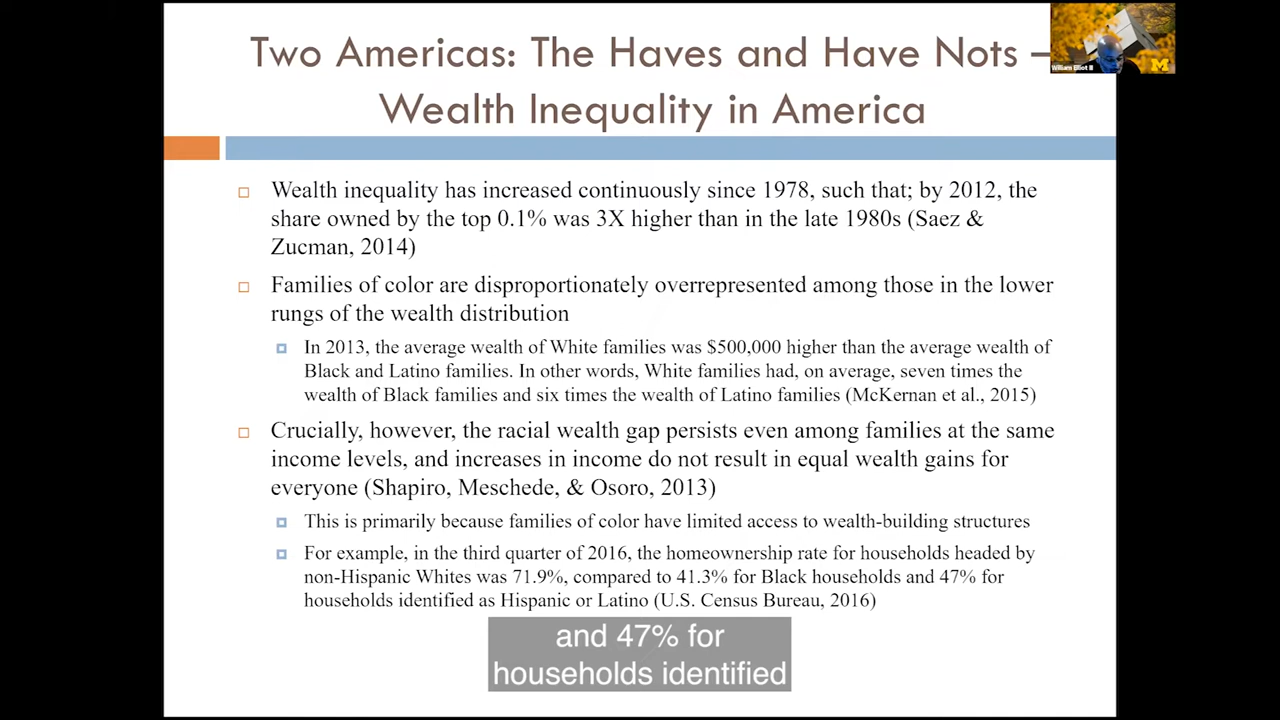 Two Americas: The Haves and Have Nots –
Wealth Inequality in America
William Elliot II
M
Wealth inequality has increased continuously since 1978, such that; by 2012, the
share owned by the top 0.1% was 3X higher than in the late 1980s (Saez &
Zucman, 2014)
Families of color are disproportionately overrepresented among those in the lower
rungs of the wealth distribution
In 2013, the average wealth of White families was $500,000 higher than the average wealth of
Black and Latino families. In other words, White families had, on average, seven times the
wealth of Black families and six times the wealth of Latino families (McKernan et al., 2015)
Crucially, however, the racial wealth gap persists even among families at the same
income levels, and increases in income do not result in equal wealth gains for
everyone (Shapiro, Meschede, & Osoro, 2013)
This is primarily because families of color have limited access to wealth-building structures
For example, in the third quarter of 2016, the homeownership rate for households headed by
non-Hispanic Whites was 71.9%, compared to 41.3% for Black households and 47% for
households identified as Hispanic or Latino (U.S. Census Bureau, 2016)
and 47% for
households identified